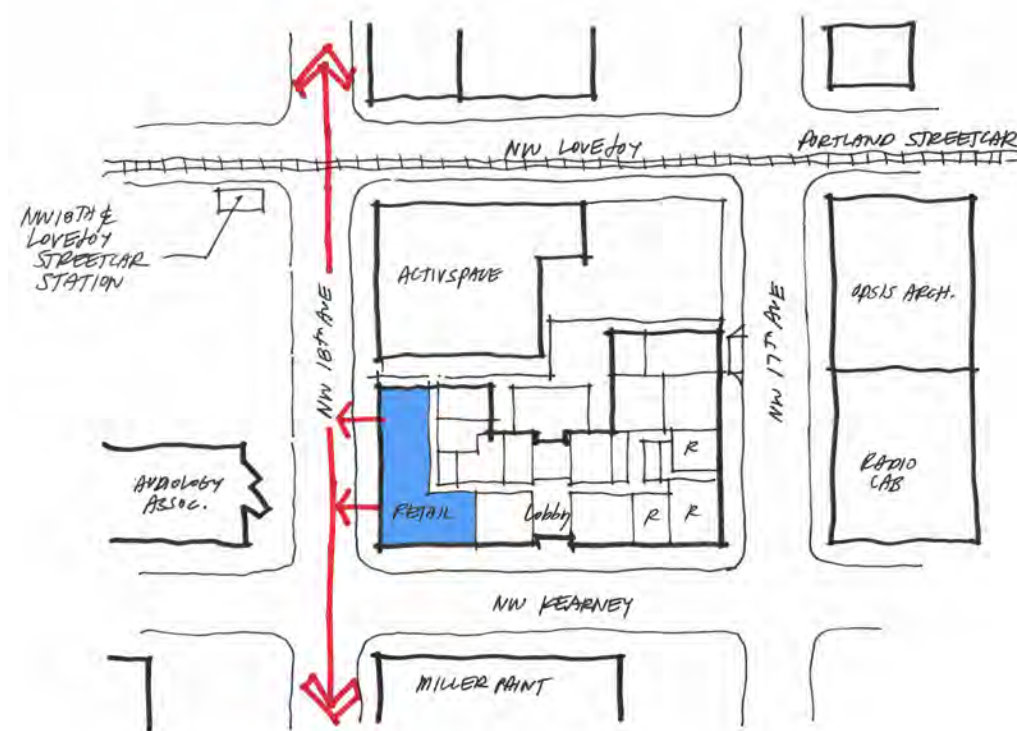 NW LOVEJOY
PORTLAND STREETCAR
NW 18TH &
LOVEJOY
STREETCAR
STATION
ACTIVSPACE
OPSIS ARCH.
NW 18TH AVE
NW 17TH AVE
R
AUDIOLOGY
ASSOC.
RADIO
CAB
RETAIL
Lobby
R
R
NW KEARNEY
MILLER PAINT